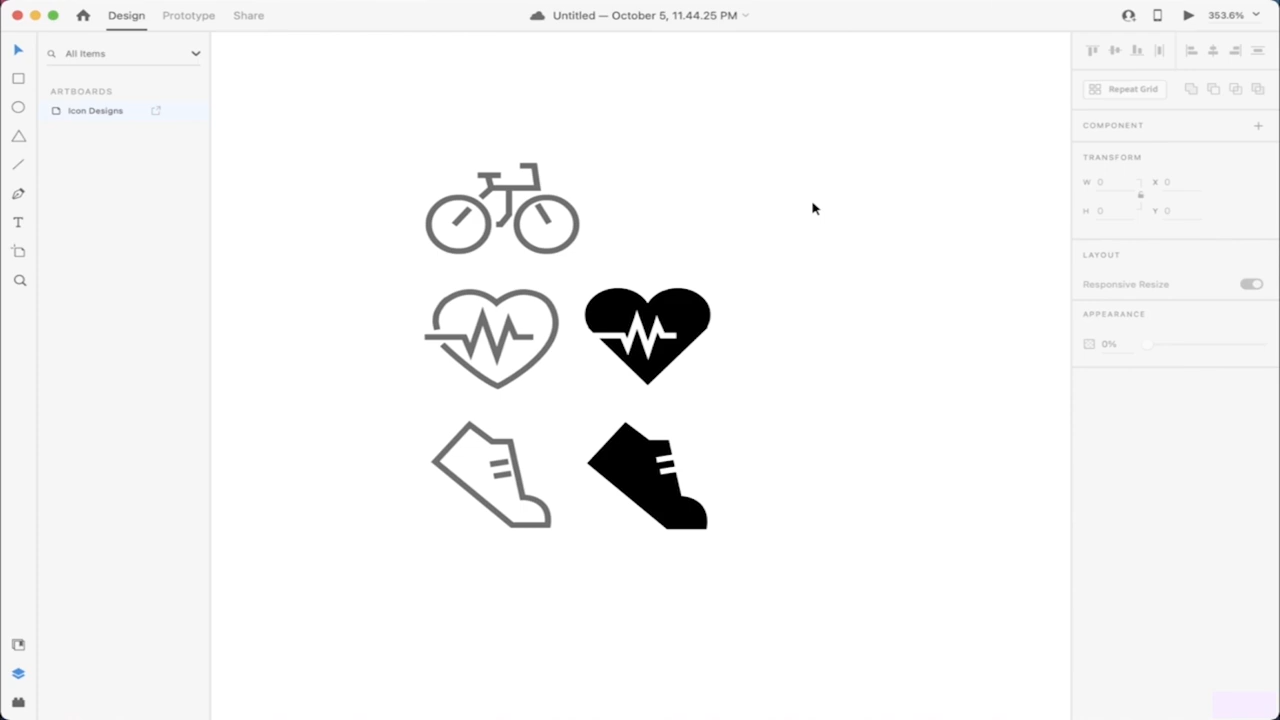 Design Prototype Share Untitled — October 5, 11.44.25 PM 353.6%
All Items
ARTBOARDS
Icon Designs
T
Repeat Grid
COMPONENT +
TRANSFORM
W 0 X 0
H 0 Y 0
LAYOUT
Responsive Resize
APPEARANCE
0%